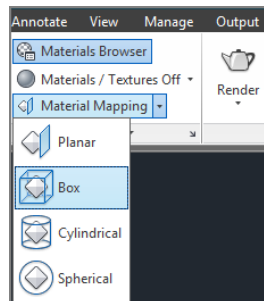 Annotate View Manage Output
Materials Browser
Materials / Textures Off
Material Mapping
Render
Planar
Box
Cylindrical
Spherical